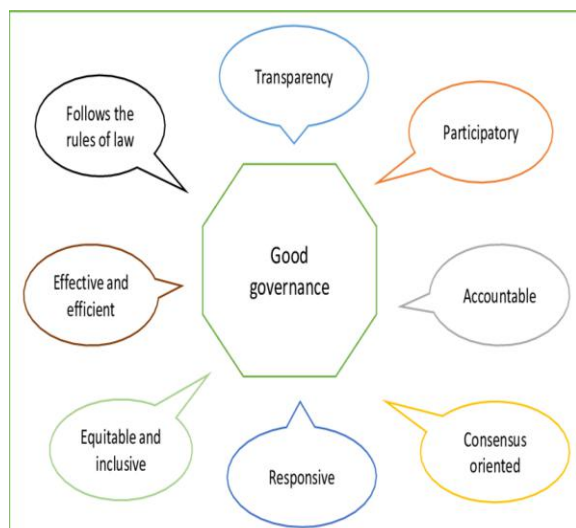 Transparency
Follows the
rules of law
Participatory
Good
governance
Effective and
efficient
Accountable
Equitable and
inclusive
Responsive
Consensus
oriented